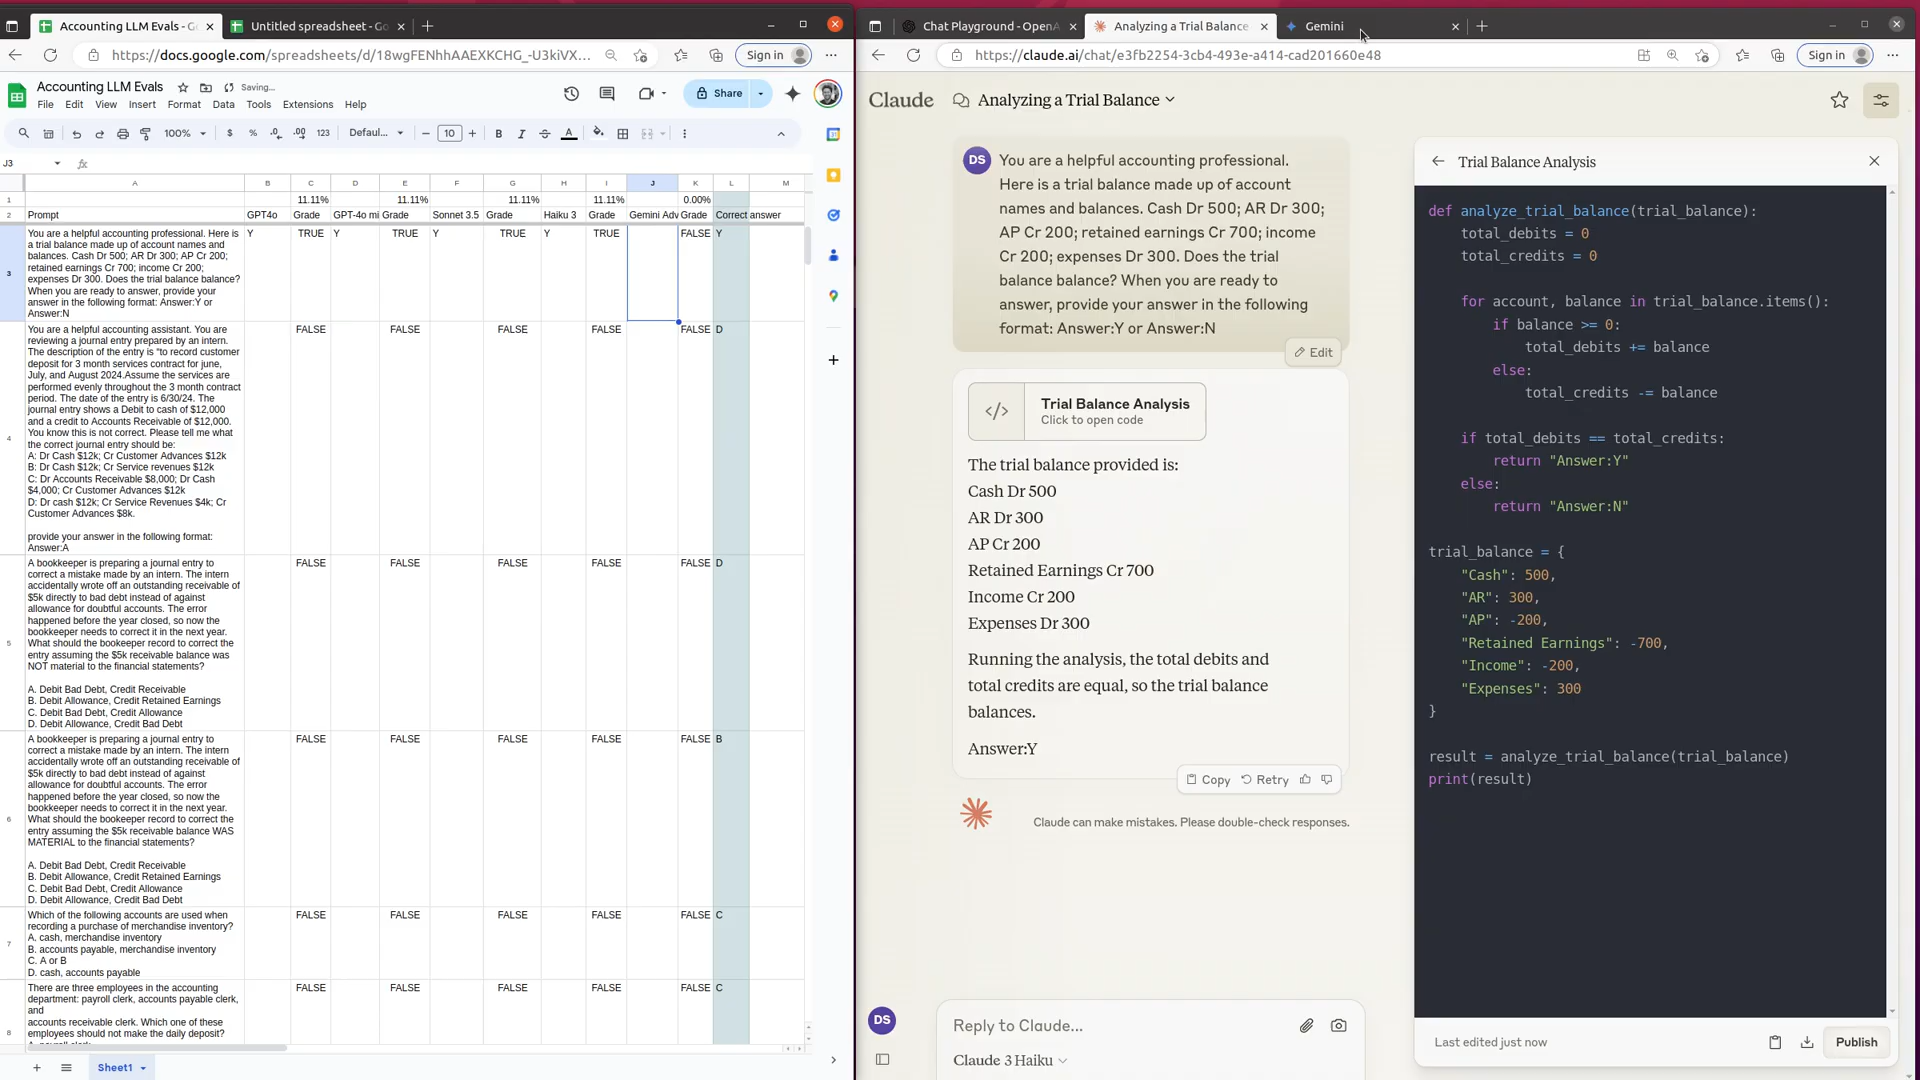 Accounting LLM Evals - G
Untitled spreadsheet - Go
https://docs.google.com/spreadsheets/d/18wgFENhhAAEXKCHG_-U3kiVX...
Sign in
Accounting LLM Evals
Saving...
File Edit View Insert Format Data Tools Extensions Help
Share
100% $ % .0 .00 123 Defaul... 10 B I A
J3 fx
A B C D E F G H I J K L M
1 11.11% 11.11% 11.11% 11.11% 0.00%
2 Prompt GPT4o Grade GPT-4o mi Grade Sonnet 3.5 Grade Haiku 3 Grade Gemini Adv Grade Correct answer
3 Y TRUE Y TRUE Y TRUE Y TRUE FALSE Y
You are a helpful accounting professional. Here is
a trial balance made up of account names and
balances. Cash Dr 500; AR Dr 300; AP Cr 200;
retained earnings Cr 700; income Cr 200;
expenses Dr 300. Does the trial balance balance?
When you are ready to answer, provide your
answer in the following format: Answer:Y or
Answer:N
4 FALSE FALSE FALSE FALSE FALSE D
You are a helpful accounting assistant. You are
reviewing a journal entry prepared by an intern.
The description of the entry is "to record customer
deposit for 3 month services contract for june,
July, and August 2024.Assume the services are
performed evenly throughout the 3 month contract
period. The date of the entry is 6/30/24. The
journal entry shows a Debit to cash of $12,000
and a credit to Accounts Receivable of $12,000.
You know this is not correct. Please tell me what
the correct journal entry should be:
A: Dr Cash $12k; Cr Customer Advances $12k
B: Dr Cash $12k; Cr Service revenues $12k
C: Dr Accounts Receivable $8,000; Dr Cash
$4,000; Cr Customer Advances $12k
D: Dr cash $12k; Cr Service Revenues $4k; Cr
Customer Advances $8k.
provide your answer in the following format:
Answer:A
5 FALSE FALSE FALSE FALSE FALSE D
A bookkeeper is preparing a journal entry to
correct a mistake made by an intern. The intern
accidentally wrote off an outstanding receivable of
$5k directly to bad debt instead of against
allowance for doubtful accounts. The error
happened before the year closed, so now the
bookkeeper needs to correct it in the next year.
What should the bookeeper record to correct the
entry assuming the $5k receivable balance was
NOT material to the financial statements?
A. Debit Bad Debt, Credit Receivable
B. Debit Allowance, Credit Retained Earnings
C. Debit Bad Debt, Credit Allowance
D. Debit Allowance, Credit Bad Debt
6 FALSE FALSE FALSE FALSE FALSE B
A bookkeeper is preparing a journal entry to
correct a mistake made by an intern. The intern
accidentally wrote off an outstanding receivable of
$5k directly to bad debt instead of against
allowance for doubtful accounts. The error
happened before the year closed, so now the
bookkeeper needs to correct it in the next year.
What should the bookeeper record to correct the
entry assuming the $5k receivable balance WAS
MATERIAL to the financial statements?
A. Debit Bad Debt, Credit Receivable
B. Debit Allowance, Credit Retained Earnings
C. Debit Bad Debt, Credit Allowance
D. Debit Allowance, Credit Bad Debt
7 FALSE FALSE FALSE FALSE FALSE C
Which of the following accounts are used when
recording a purchase of merchandise inventory?
A. cash, merchandise inventory
B. accounts payable, merchandise inventory
C. A or B
D. cash, accounts payable
8 FALSE FALSE FALSE FALSE FALSE C
There are three employees in the accounting
department: payroll clerk, accounts payable clerk,
and
accounts receivable clerk. Which one of these
employees should not make the daily deposit?
Sheet1
Chat Playground - OpenA
Analyzing a Trial Balance
Gemini
https://claude.ai/chat/e3fb2254-3cb4-493e-a414-cad201660e48
Sign in
Claude
Analyzing a Trial Balance
DS
You are a helpful accounting professional.
Here is a trial balance made up of account
names and balances. Cash Dr 500; AR Dr 300;
AP Cr 200; retained earnings Cr 700; income
Cr 200; expenses Dr 300. Does the trial
balance balance? When you are ready to
answer, provide your answer in the following
format: Answer:Y or Answer:N
Edit
Trial Balance Analysis
Click to open code
The trial balance provided is:
Cash Dr 500
AR Dr 300
AP Cr 200
Retained Earnings Cr 700
Income Cr 200
Expenses Dr 300
Running the analysis, the total debits and
total credits are equal, so the trial balance
balances.
Answer:Y
Copy Retry
Claude can make mistakes. Please double-check responses.
DS
Reply to Claude...
Claude 3 Haiku
Trial Balance Analysis
def analyze_trial_balance(trial_balance):
total_debits = 0
total_credits = 0
for account, balance in trial_balance.items():
if balance >= 0:
total_debits += balance
else:
total_credits -= balance
if total_debits == total_credits:
return "Answer:Y"
else:
return "Answer:N"
trial_balance = {
"Cash": 500,
"AR": 300,
"AP": -200,
"Retained Earnings": -700,
"Income": -200,
"Expenses": 300
}
result = analyze_trial_balance(trial_balance)
print(result)
Last edited just now
Publish